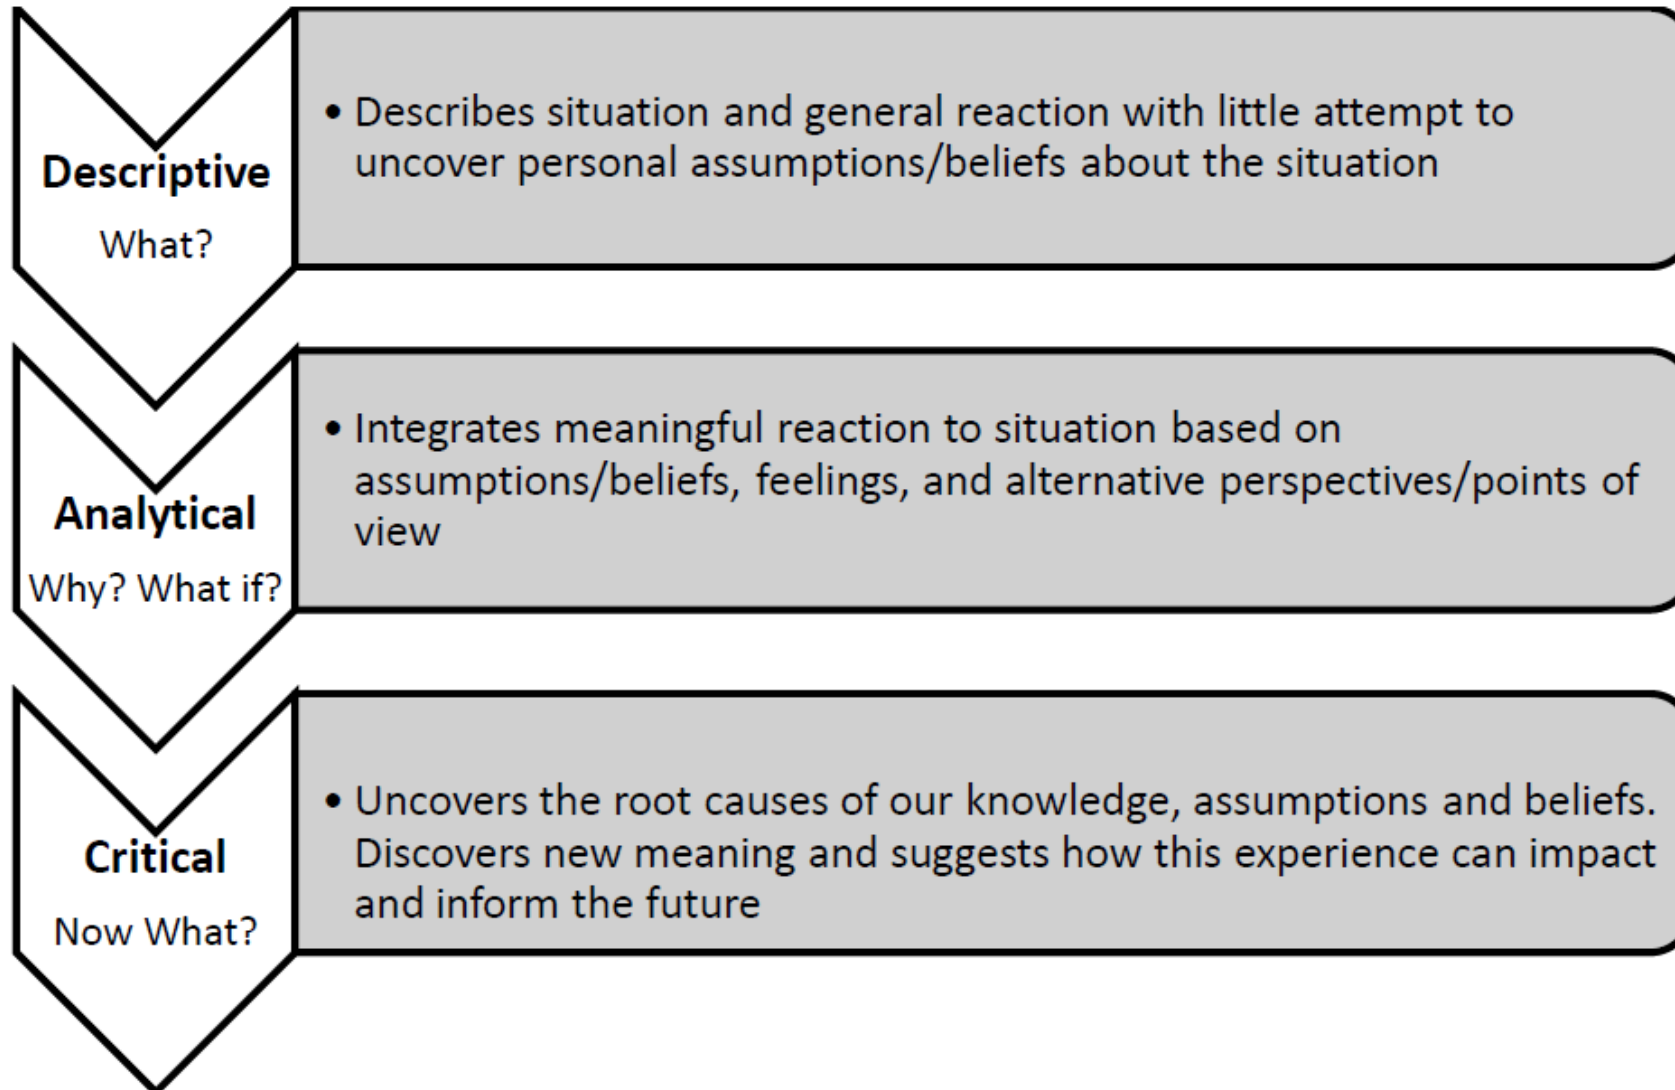 Descriptive
What?
• Describes situation and general reaction with little attempt to
uncover personal assumptions/beliefs about the situation
Analytical
Why? What if?
• Integrates meaningful reaction to situation based on
assumptions/beliefs, feelings, and alternative perspectives/points of
view
Critical
Now What?
• Uncovers the root causes of our knowledge, assumptions and beliefs.
Discovers new meaning and suggests how this experience can impact
and inform the future